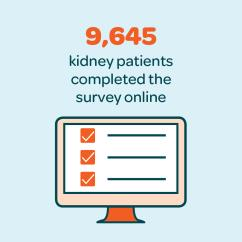 9,645
kidney patients
completed the
survey online